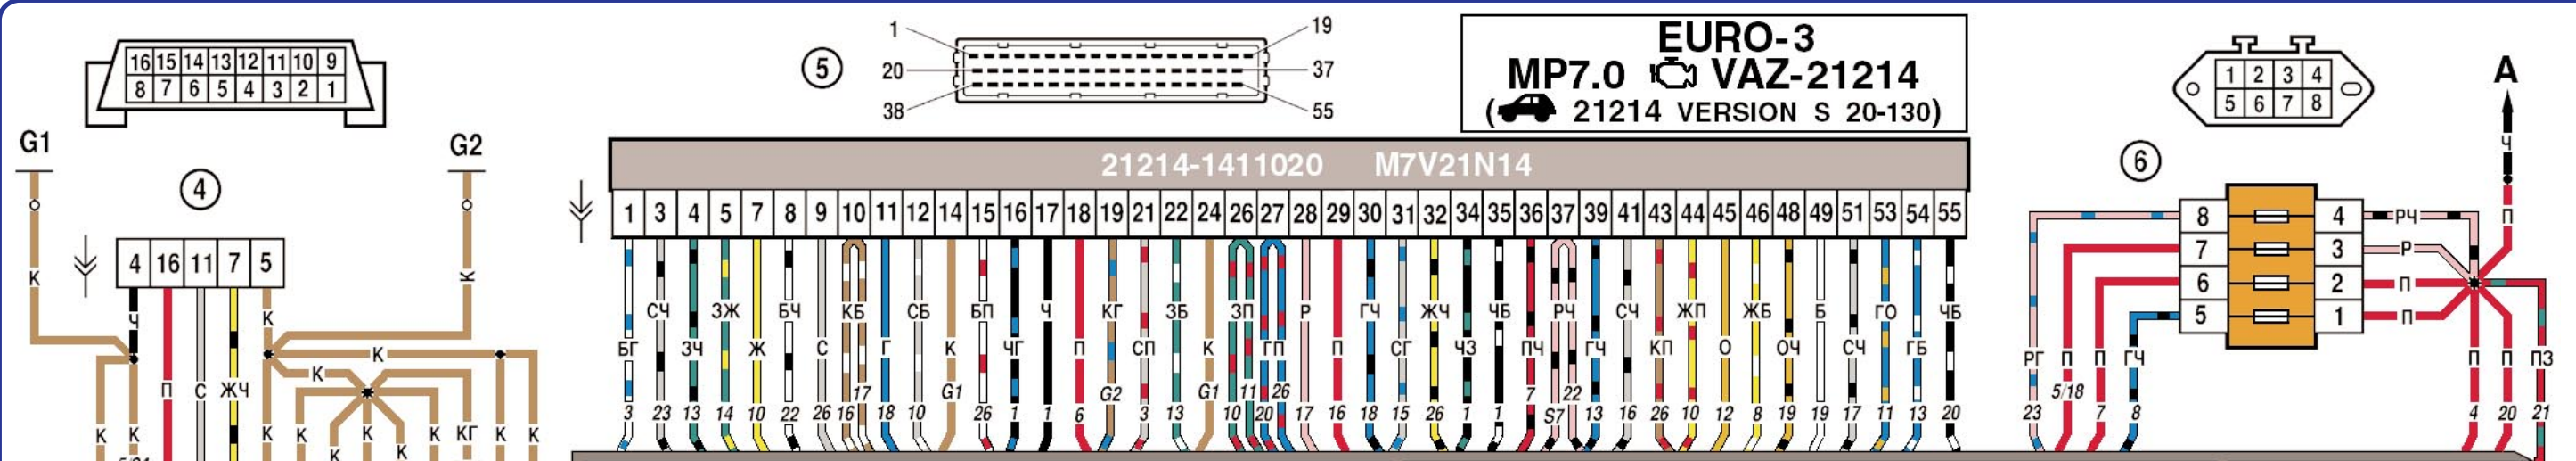 16 15 14 13 12 11 10 9
8 7 6 5 4 3 2 1
G1
G2
4
4 16 11 7 5
К
К
Ч
К
К
К
П
С
ЖЧ
К К К К К К К К КГ К К
5
1
19
20
37
38
55
EURO-3
MP7.0 VAZ-21214
( 21214 VERSION S 20-130)
21214-1411020 M7V21N14
1 3 4 5 7 8 9 10 11 12 14 15 16 17 18 19 21 22 24 26 27 28 29 30 31 32 34 35 36 37 39 41 43 44 45 46 48 49 51 53 54 55
СЧ ЗЖ БЧ КБ СБ БП Ч КГ ЗБ ЗП Р ГЧ ЖЧ ЧБ РЧ СЧ ЖП ЖБ Б ГО ЧБ
БГ ЗЧ Ж С Г К ЧГ П СП К ГП П СГ ЧЗ ПЧ ГЧ КП О ОЧ СЧ ГБ
17 G1 G2 G1 11 26 7 22
3 23 13 14 10 22 26 16 18 10 26 1 1 6 3 13 10 20 17 16 18 15 26 1 1 S7 13 16 26 10 12 8 19 19 17 11 13 20
1 2 3 4
5 6 7 8
6
А
Ч
П
8 4 РЧ
7 3 Р
6 2 П
5 1 П
РГ П П ГЧ П П ПЗ
5/18
23 7 8 4 20 21